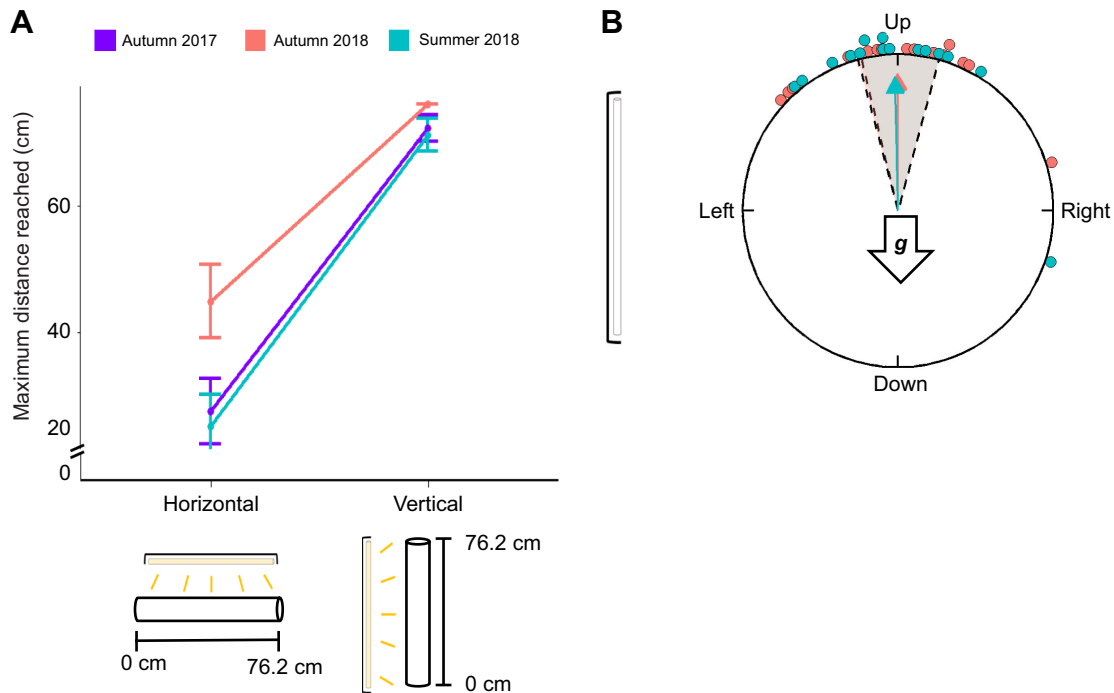 A
Autumn 2017
Autumn 2018
Summer 2018
Maximum distance reached (cm)
60
40
20
0
Horizontal
Vertical
0 cm
76.2 cm
76.2 cm
0 cm
B
Up
Left
Right
g
Down